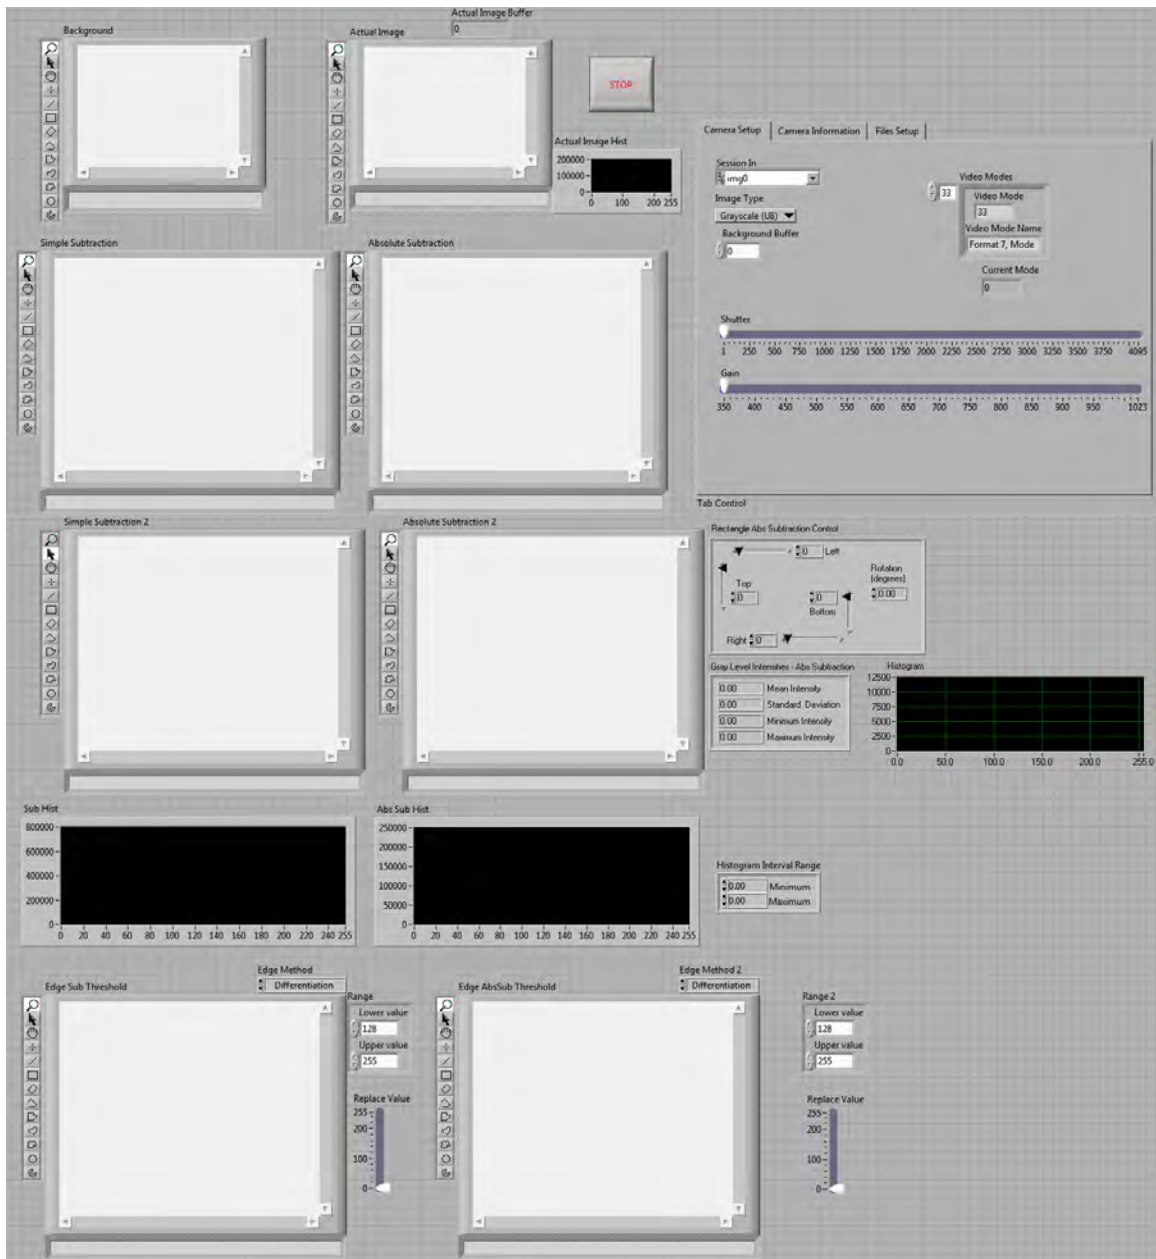 Actual Image Buffer
0
Background
Actual Image
STOP
Actual Image Hist
200000
100000
0
0 100 200 255
Camera Setup Camera Information Files Setup
Session In
img0
Image Type
Grayscale (U8)
Background Buffer
0
Video Modes
33
Video Mode
33
Video Mode Name
Format 7, Mode
Current Mode
0
Shutter
1 250 500 750 1000 1250 1500 1750 2000 2250 2500 2750 3000 3250 3500 3750 4095
Gain
350 400 450 500 550 600 650 700 750 800 850 900 950 1023
Tab Control
Simple Subtraction
Absolute Subtraction
Simple Subtraction 2
Absolute Subtraction 2
Rectangle Abs Subtraction Control
0 Left
Rotation
(degrees)
0.00
Top
0
0
Bottom
Right 0
Gray Level Intensities - Abs Subtraction
0.00 Mean Intensity
0.00 Standard Deviation
0.00 Minimum Intensity
0.00 Maximum Intensity
Histogram
12500
10000
7500
5000
2500
0
0.0 50.0 100.0 150.0 200.0 255.0
Sub Hist
800000
600000
400000
200000
0
0 20 40 60 80 100 120 140 160 180 200 220 240 255
Abs Sub Hist
250000
200000
150000
100000
50000
0
0 20 40 60 80 100 120 140 160 180 200 220 240 255
Histogram Interval Range
0.00 Minimum
0.00 Maximum
Edge Method
Differentiation
Edge Sub Threshold
Range
Lower value
128
Upper value
255
Replace Value
255
200
100
0
Edge Method 2
Differentiation
Edge AbsSub Threshold
Range 2
Lower value
128
Upper value
255
Replace Value
255
200
100
0